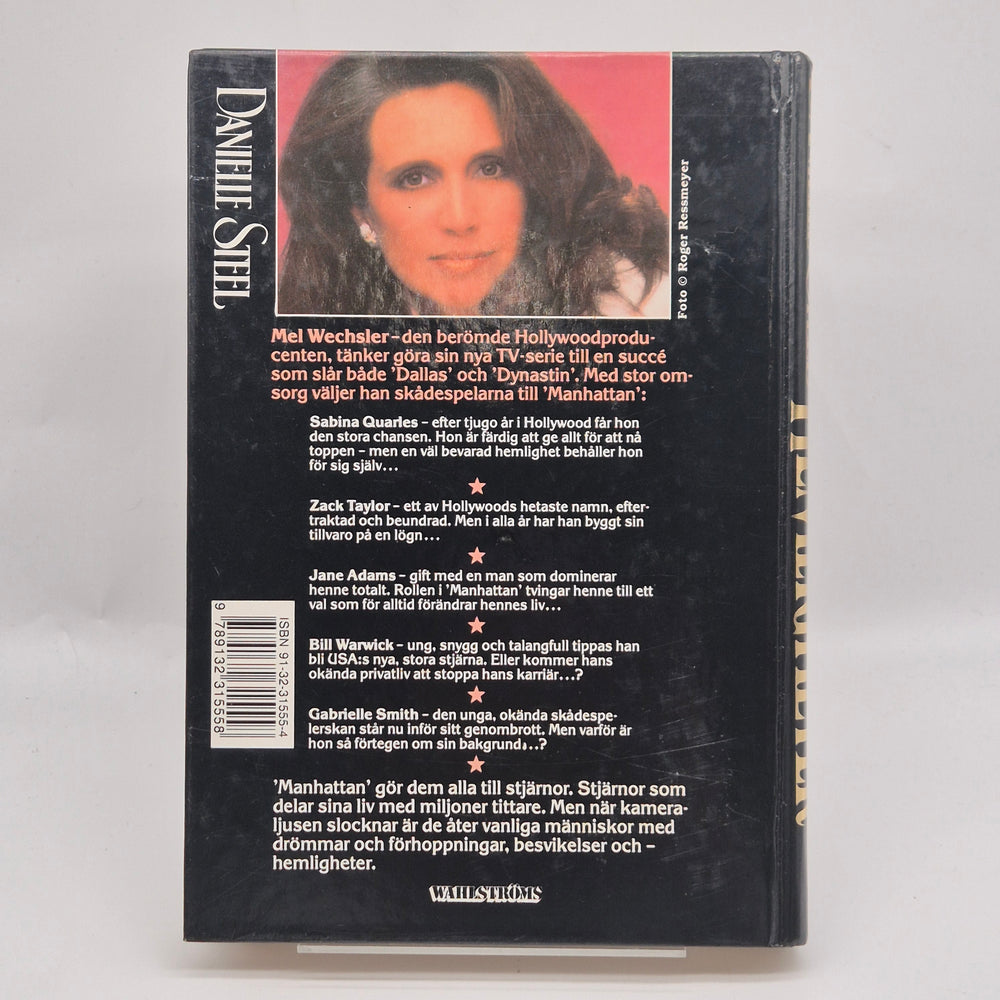 DANIELLE STEEL
Foto © Roger Ressmeyer
Mel Wechsler – den berömde Hollywoodprodu-
centen, tänker göra sin nya TV-serie till en succé
som slår både 'Dallas' och 'Dynastin'. Med stor om-
sorg väljer han skådespelarna till 'Manhattan':
Sabina Quarles – efter tjugo år i Hollywood får hon
den stora chansen. Hon är färdig att ge allt för att nå
toppen – men en väl bevarad hemlighet behåller hon
för sig själv...
Zack Taylor – ett av Hollywoods hetaste namn, efter-
traktad och beundrad. Men i alla år har han byggt sin
tillvaro på en lögn...
Jane Adams – gift med en man som dominerar
henne totalt. Rollen i 'Manhattan' tvingar henne till ett
val som för alltid förändrar hennes liv...
Bill Warwick – ung, snygg och talangfull tippas han
bli USA:s nya, stora stjärna. Eller kommer hans
okända privatliv att stoppa hans karriär...?
Gabrielle Smith – den unga, okända skådespe-
lerskan står nu inför sitt genombrott. Men varför är
hon så förtegen om sin bakgrund...?
'Manhattan' gör dem alla till stjärnor. Stjärnor som
delar sina liv med miljoner tittare. Men när kamera-
ljusen slocknar är de åter vanliga människor med
drömmar och förhoppningar, besvikelser och –
hemligheter.
WAHLSTRÖMS
ISBN 91-32-31555-4
9 789132 315558